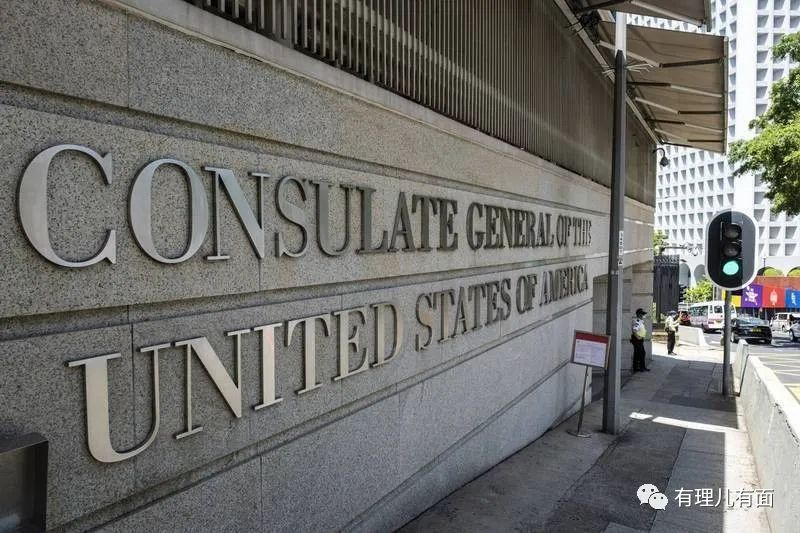 CONSULATE GENERAL OF THE
UNITED STATES OF AMERICA
有理儿有面